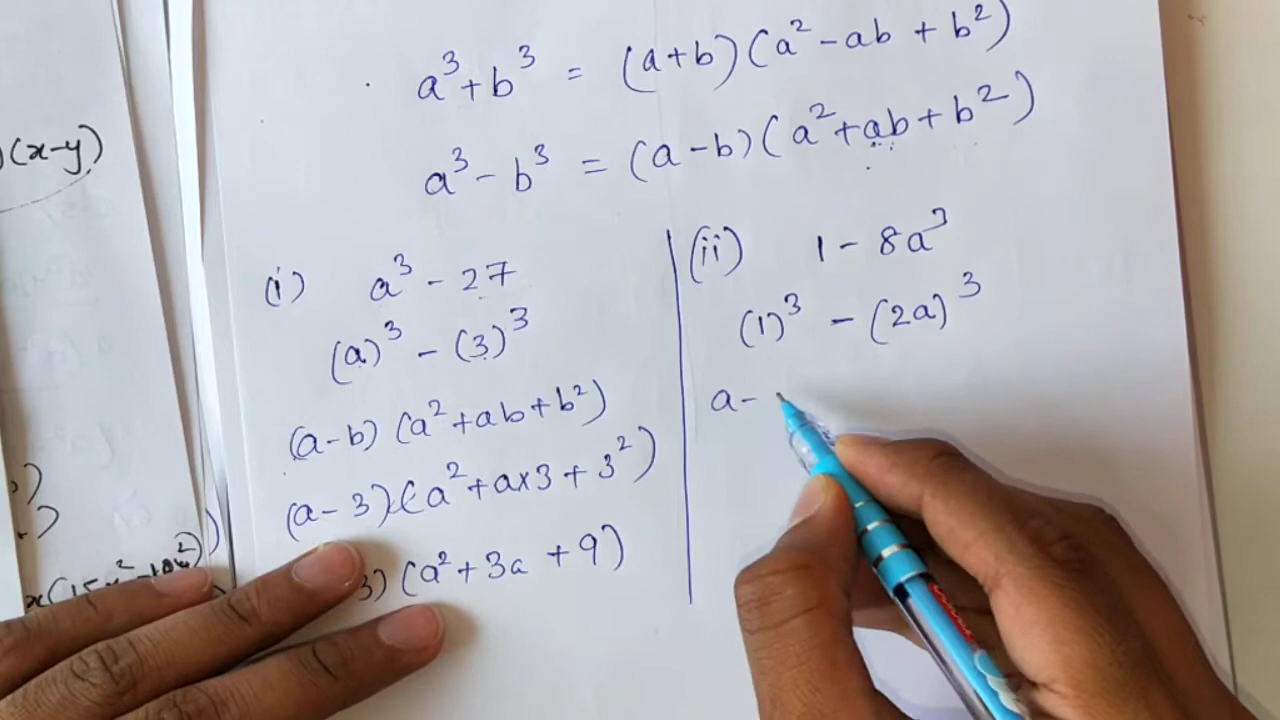 a³ + b³ = (a+b)(a² - ab + b²)
a³ - b³ = (a-b)(a² + ab + b²)
)(x-y)
(i) a³ - 27
(a)³ - (3)³
(a-b) (a² + ab + b²)
(a-3) (a² + a×3 + 3²)
3) (a² + 3a + 9)
(ii) 1 - 8a³
(1)³ - (2a)³
a -